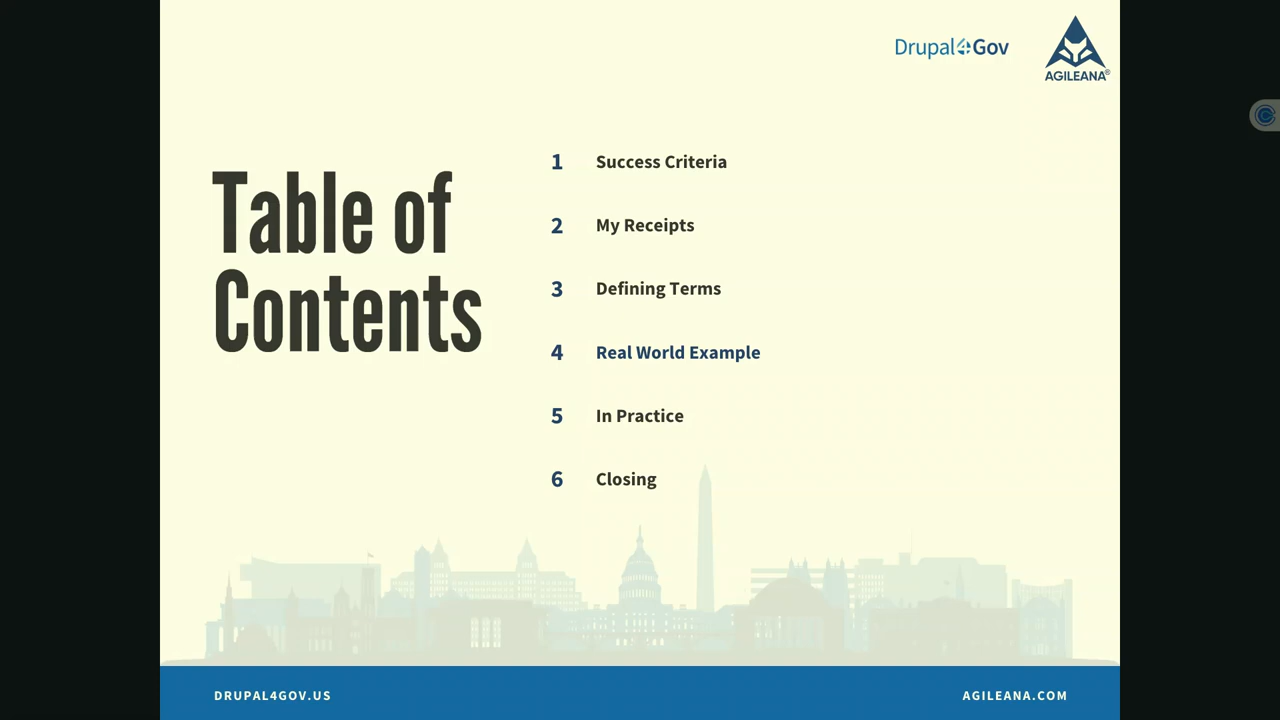 Drupal4Gov
AGILEANA®
Table of
Contents
1 Success Criteria
2 My Receipts
3 Defining Terms
4 Real World Example
5 In Practice
6 Closing
DRUPAL4GOV.US
AGILEANA.COM